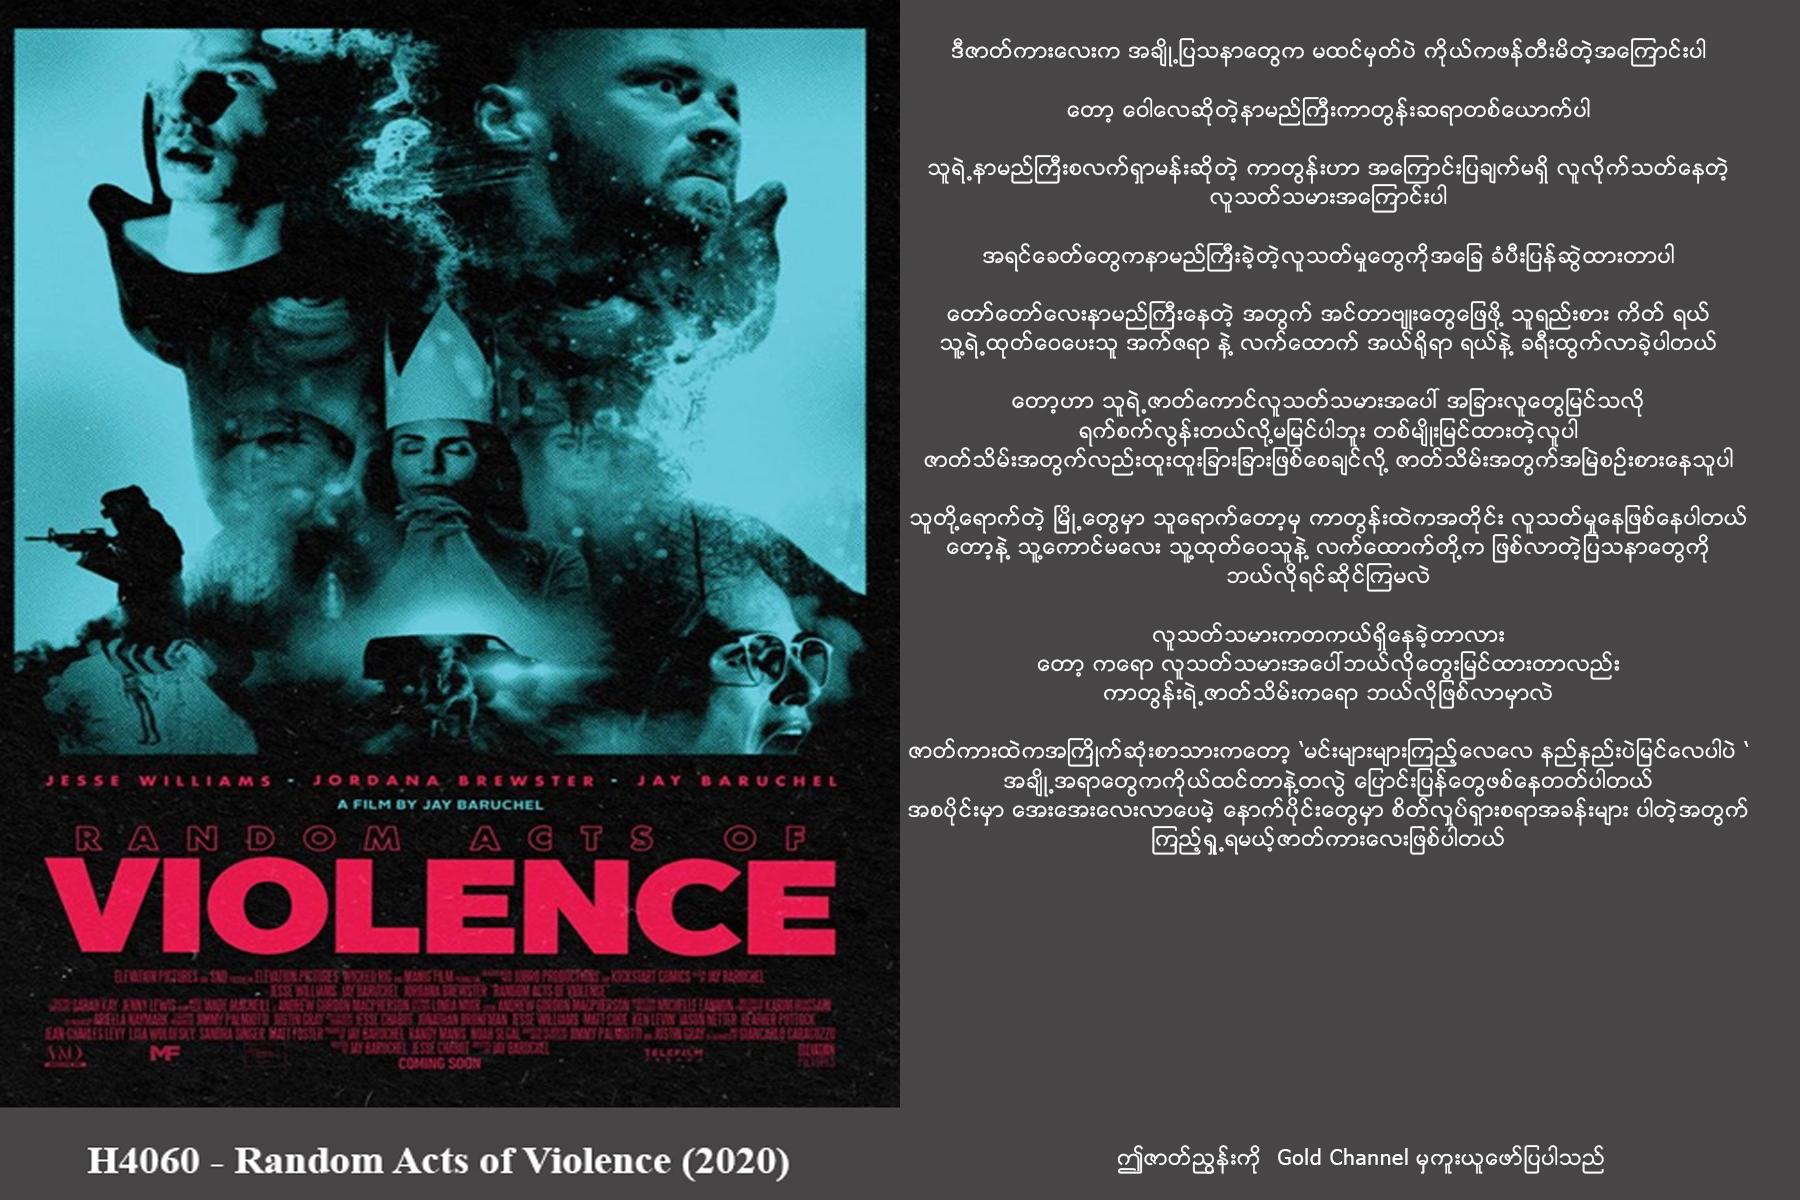 JESSE WILLIAMS - JORDANA BREWSTER - JAY BARUCHEL
A FILM BY JAY BARUCHEL
RANDOM ACTS OF
VIOLENCE
COMING SOON
TELEFILM
H4060 - Random Acts of Violence (2020)
ဒီဇာတ်ကားလေးက အချို့ပြသနာတွေက မထင်မှတ်ပဲ ကိုယ်ကဖန်တီးမိတဲ့အကြောင်းပါ
တော့ ဝေါလေဆိုတဲ့နာမည်ကြီးကာတွန်းဆရာတစ်ယောက်ပါ
သူရဲ့နာမည်ကြီးစလက်ရှာမန်းဆိုတဲ့ ကာတွန်းဟာ အကြောင်းပြချက်မရှိ လူလိုက်သတ်နေတဲ့
လူသတ်သမားအကြောင်းပါ
အရင်ခေတ်တွေကနာမည်ကြီးခဲ့တဲ့လူသတ်မှုတွေကိုအခြေ ခံပီးပြန်ဆွဲထားတာပါ
တော်တော်လေးနာမည်ကြီးနေတဲ့ အတွက် အင်တာဗျူးတွေဖြေဖို့ သူရည်းစား ကိတ် ရယ်
သူ့ရဲ့ထုတ်ဝေပေးသူ အက်ဇရာ နဲ့ လက်ထောက် အယ်ရိုရာ ရယ်နဲ့ ခရီးထွက်လာခဲ့ပါတယ်
တော့ဟာ သူရဲ့ဇာတ်ကောင်လူသတ်သမားအပေါ် အခြားလူတွေမြင်သလို
ရက်စက်လွန်းတယ်လို့မမြင်ပါဘူး တစ်မျိုးမြင်ထားတဲ့လူပါ
ဇာတ်သိမ်းအတွက်လည်းထူးထူးခြားခြားဖြစ်စေချင်လို့ ဇာတ်သိမ်းအတွက်အမြဲစဉ်းစားနေသူပါ
သူတို့ရောက်တဲ့ မြို့တွေမှာ သူရောက်တော့မှ ကာတွန်းထဲကအတိုင်း လူသတ်မှုနေဖြစ်နေပါတယ်
တော့နဲ့ သူ့ကောင်မလေး သူ့ထုတ်ဝေသူနဲ့ လက်ထောက်တို့က ဖြစ်လာတဲ့ပြသနာတွေကို
ဘယ်လိုရင်ဆိုင်ကြမလဲ
လူသတ်သမားကတကယ်ရှိနေခဲ့တာလား
တော့ ကရော လူသတ်သမားအပေါ်ဘယ်လိုတွေးမြင်ထားတာလည်း
ကာတွန်းရဲ့ဇာတ်သိမ်းကရော ဘယ်လိုဖြစ်လာမှာလဲ
ဇာတ်ကားထဲကအကြိုက်ဆုံးစာသားကတော့ ‘မင်းများများကြည့်လေလေ နည်နည်းပဲမြင်လေပါပဲ ‘
အချို့အရာတွေကကိုယ်ထင်တာနဲ့တလွဲ ပြောင်းပြန်တွေဖစ်နေတတ်ပါတယ်
အစပိုင်းမှာ အေးအေးလေးလာပေမဲ့ နောက်ပိုင်းတွေမှာ စိတ်လှုပ်ရှားစရာအခန်းများ ပါတဲ့အတွက်
ကြည့်ရှု့ရမယ့်ဇာတ်ကားလေးဖြစ်ပါတယ်
ဤဇာတ်ညွှန်းကို Gold Channel မှကူးယူဖော်ပြပါသည်